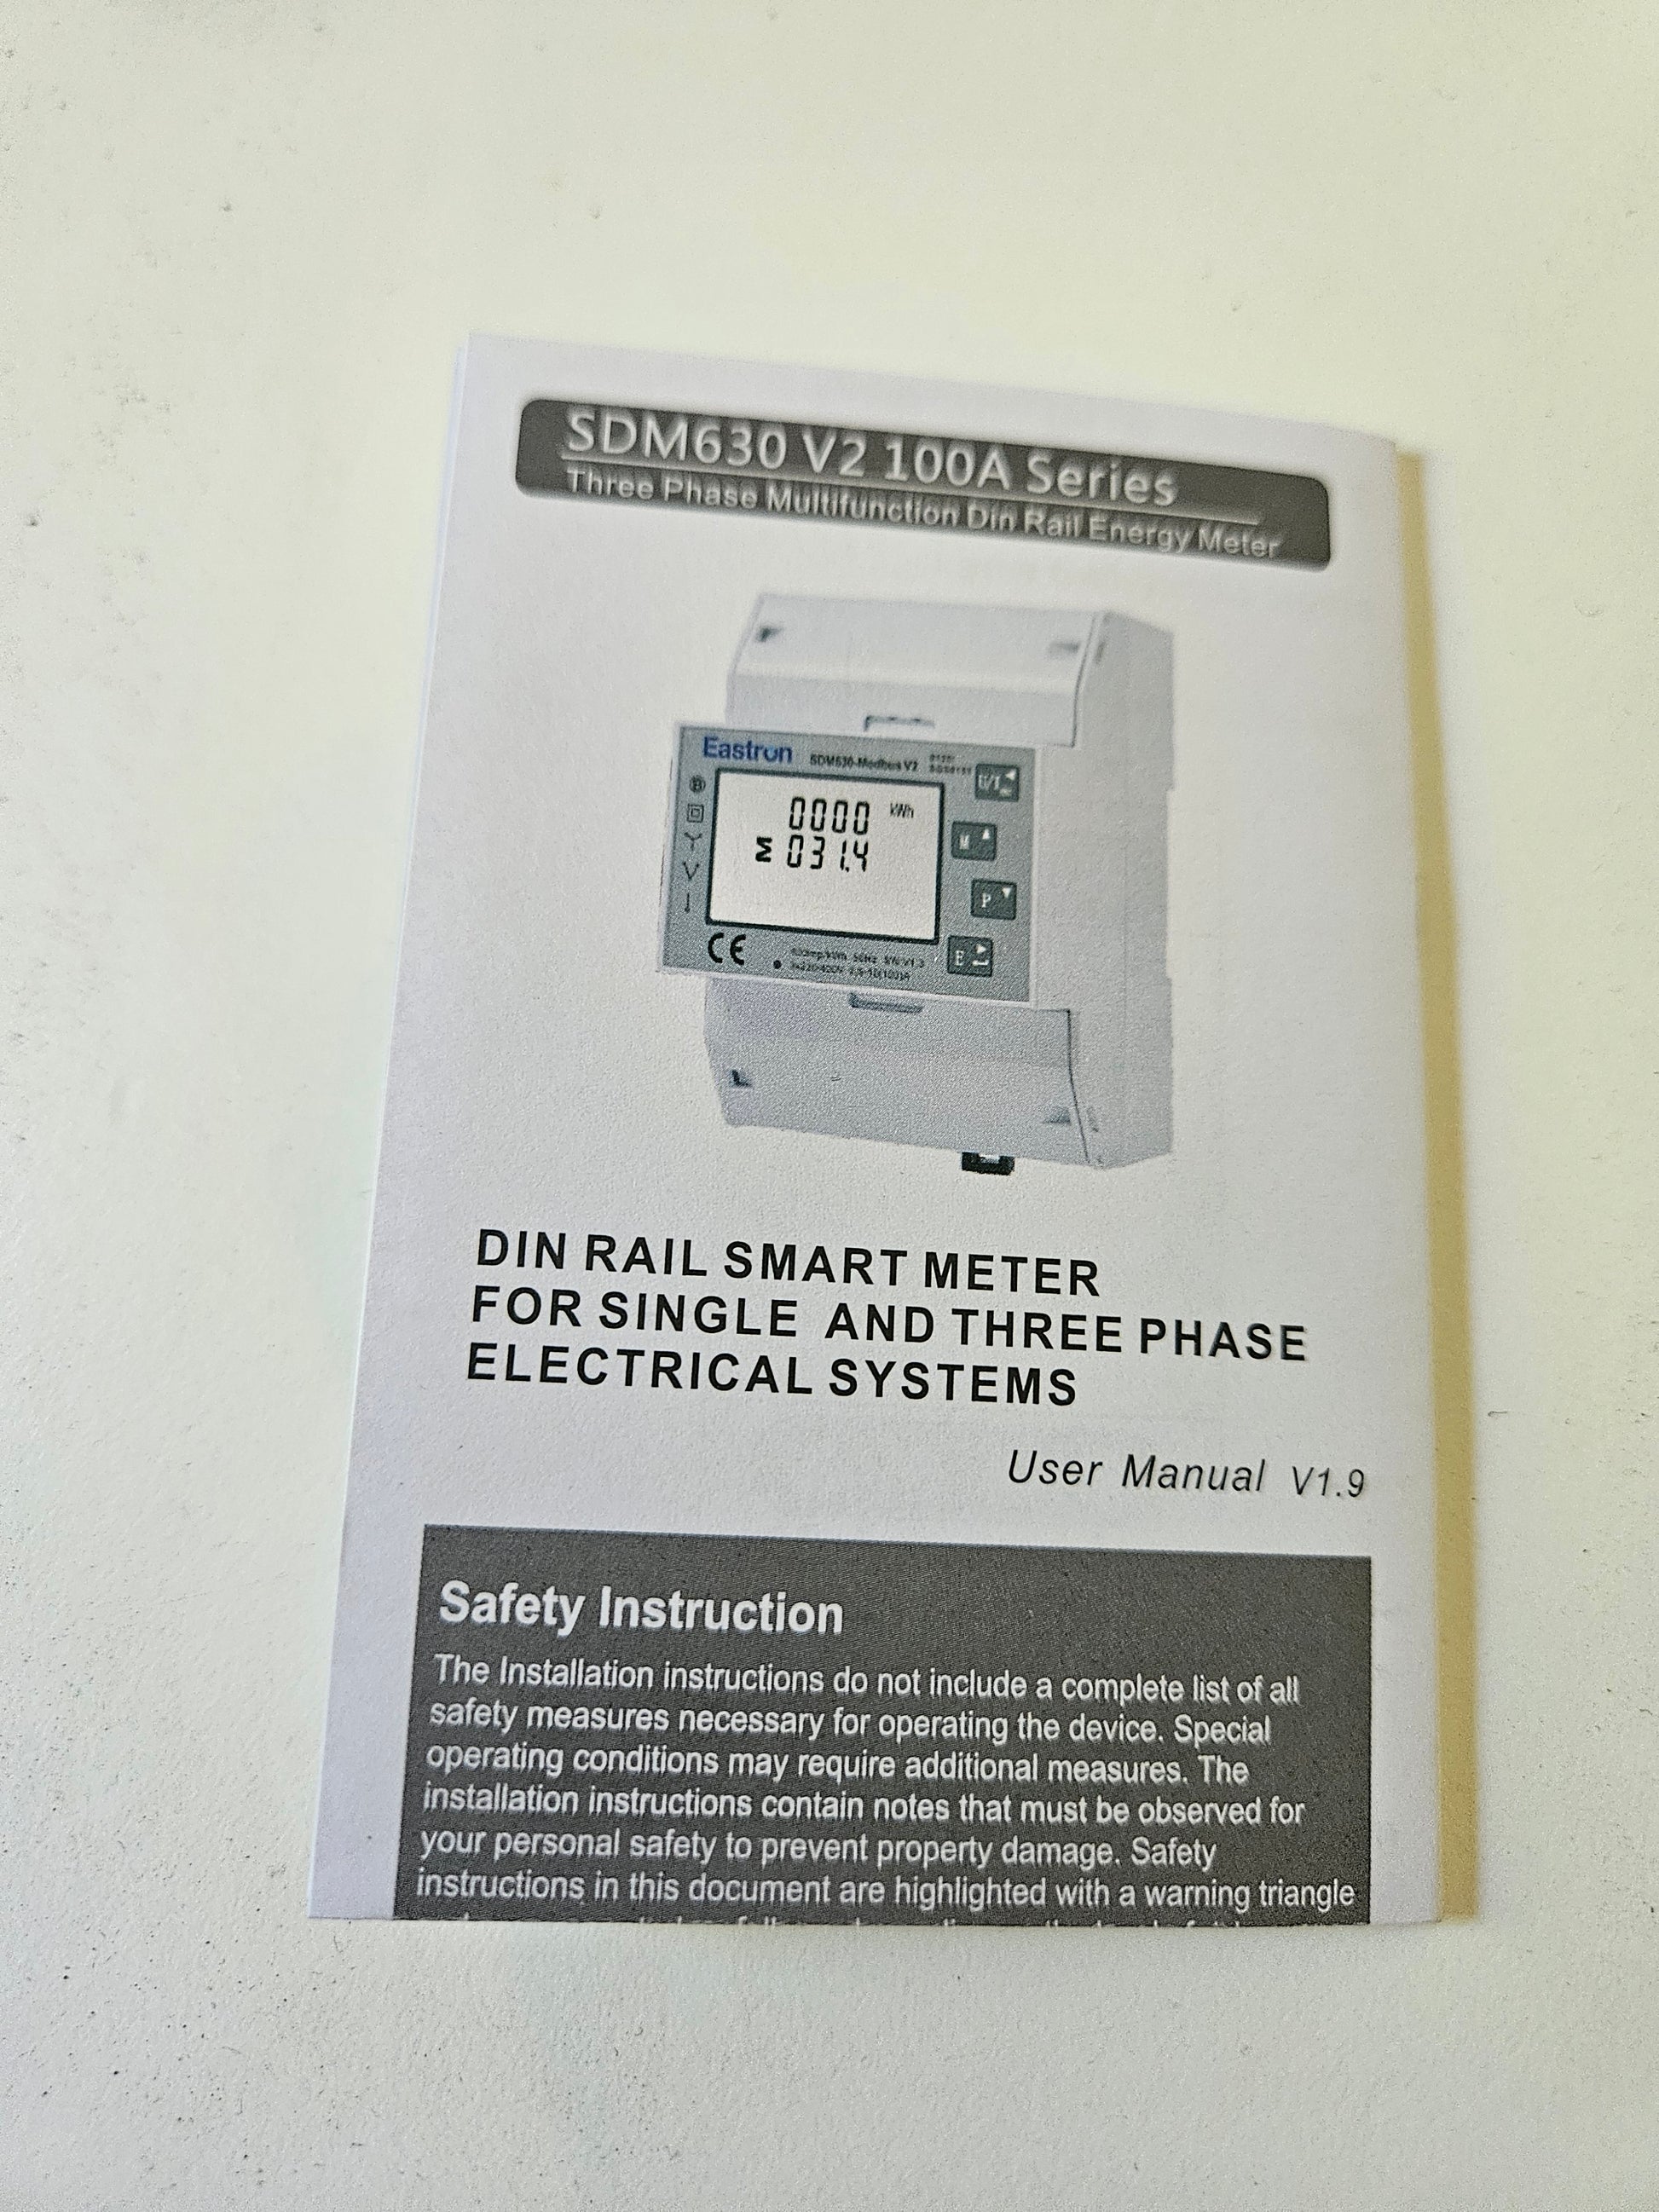 SDM630 V2 100A Series
Three Phase Multifunction Din Rail Energy Meter
Eastron SDM630-Modbus V2
U/I
0000 kWh
Σ 031.4
M
P
E
CE
DIN RAIL SMART METER
FOR SINGLE AND THREE PHASE
ELECTRICAL SYSTEMS
User Manual V1.9
Safety Instruction
The Installation instructions do not include a complete list of all
safety measures necessary for operating the device. Special
operating conditions may require additional measures. The
installation instructions contain notes that must be observed for
your personal safety to prevent property damage. Safety
instructions in this document are highlighted with a warning triangle